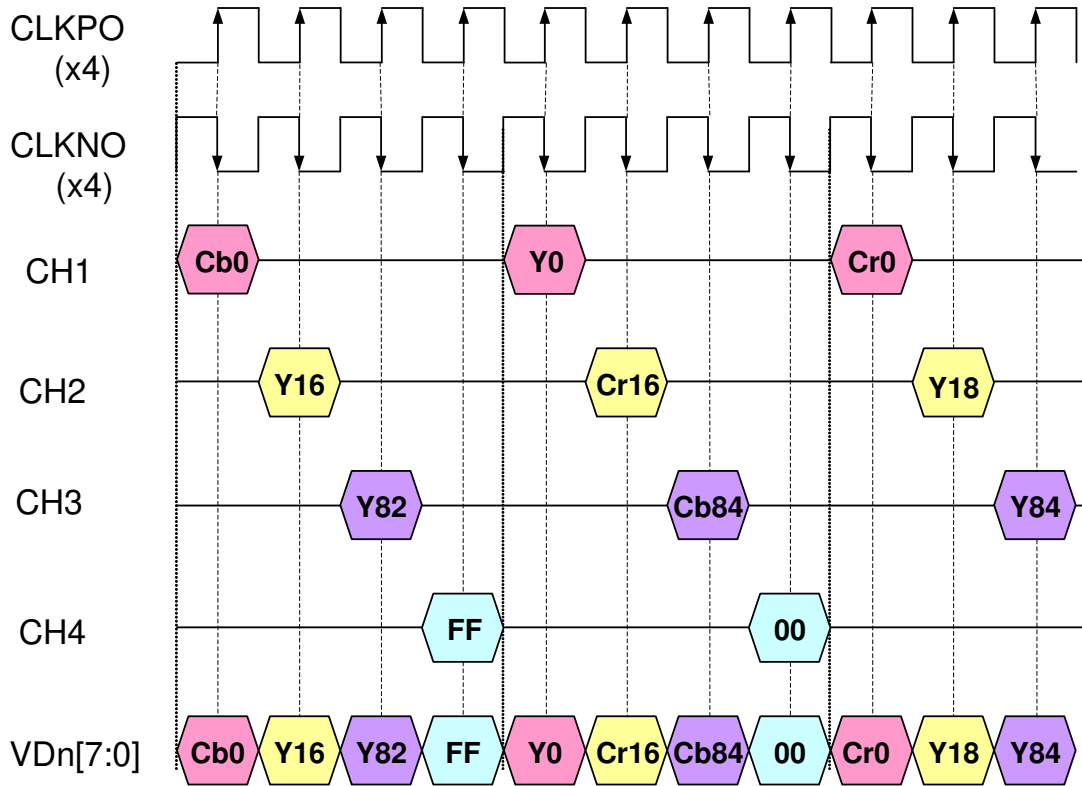 CLKPO
(x4)
CLKNO
(x4)
CH1 Cb0 Y0 Cr0
CH2 Y16 Cr16 Y18
CH3 Y82 Cb84 Y84
CH4 FF 00
VDn[7:0] Cb0 Y16 Y82 FF Y0 Cr16 Cb84 00 Cr0 Y18 Y84